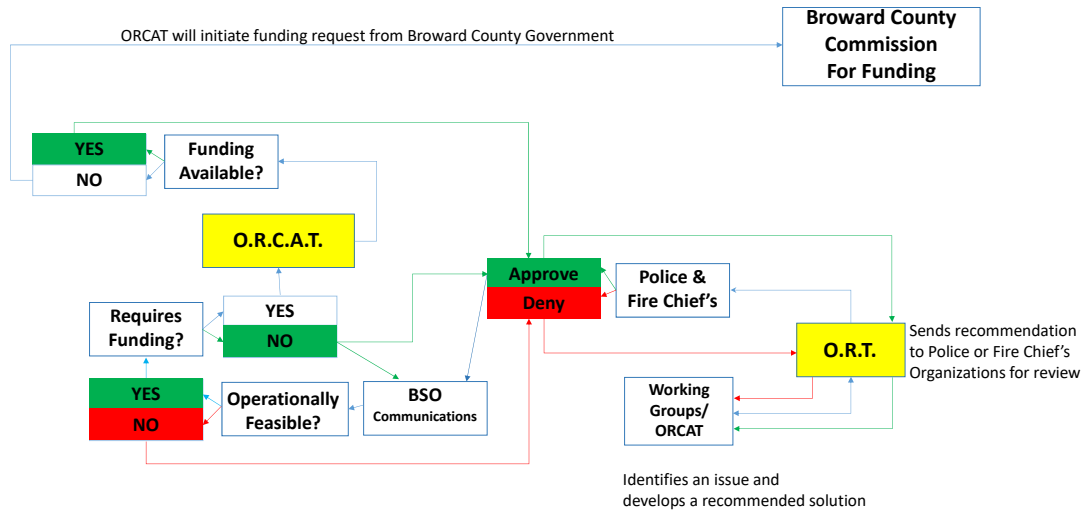 ORCAT will initiate funding request from Broward County Government
Broward County
Commission
For Funding
YES
NO
Funding
Available?
O.R.C.A.T.
Approve
Deny
Police &
Fire Chief's
Requires
Funding?
YES
NO
O.R.T.
Sends recommendation
to Police or Fire Chief's
Organizations for review
YES
NO
Operationally
Feasible?
BSO
Communications
Working
Groups/
ORCAT
Identifies an issue and
develops a recommended solution